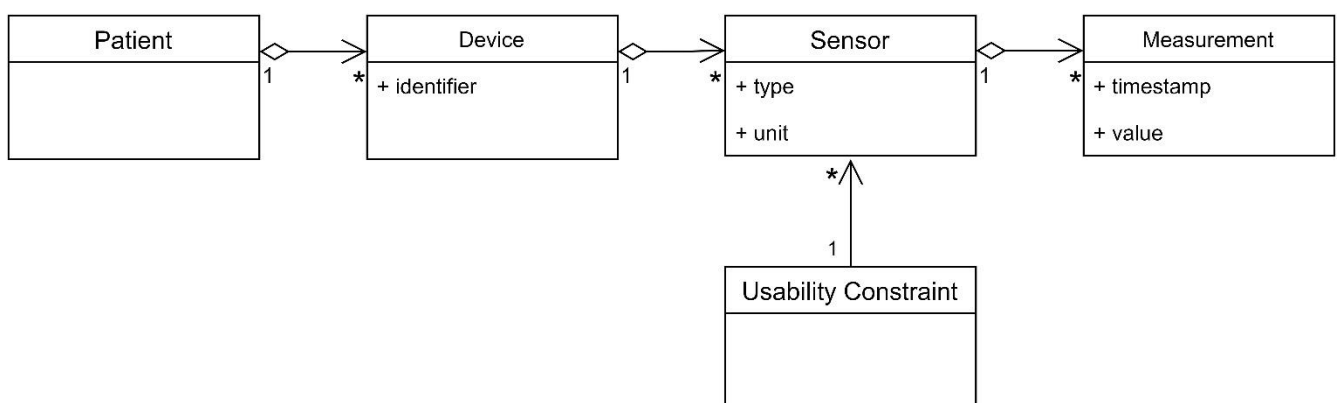 Patient
1
*
Device
+ identifier
1
*
Sensor
+ type
+ unit
1
*
Measurement
+ timestamp
+ value
*
1
Usability Constraint